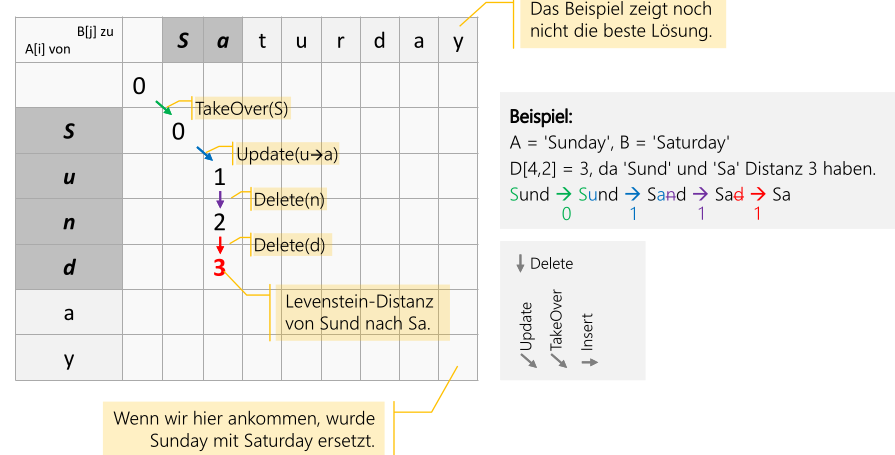 Das Beispiel zeigt noch
nicht die beste Lösung.
B[j] zu
A[i] von
S a t u r d a y
0
TakeOver(S)
S 0
Update(u→a)
u 1
Delete(n)
n 2
Delete(d)
d 3
Levenstein-Distanz
von Sund nach Sa.
a
y
Wenn wir hier ankommen, wurde
Sunday mit Saturday ersetzt.
Beispiel:
A = 'Sunday', B = 'Saturday'
D[4,2] = 3, da 'Sund' und 'Sa' Distanz 3 haben.
Sund → Sund → Sand → Sad → Sa
0 1 1 1
Delete
Update
TakeOver
Insert